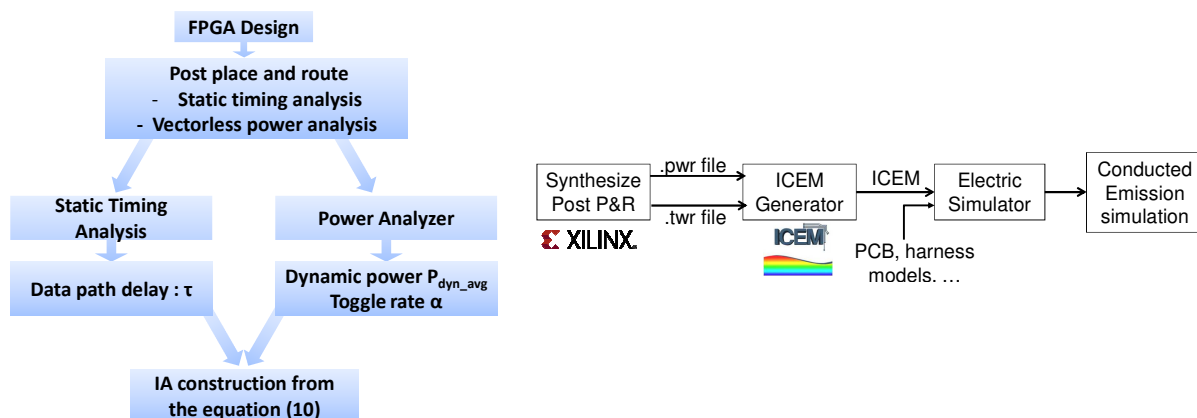 FPGA Design
Post place and route
- Static timing analysis
- Vectorless power analysis
Static Timing
Analysis
Power Analyzer
Data path delay : τ
Dynamic power Pdyn_avg
Toggle rate α
IA construction from
the equation (10)
Synthesize
Post P&R
XILINX®
.pwr file
.twr file
ICEM
Generator
ICEM
ICEM
Electric
Simulator
PCB, harness
models. …
Conducted
Emission
simulation